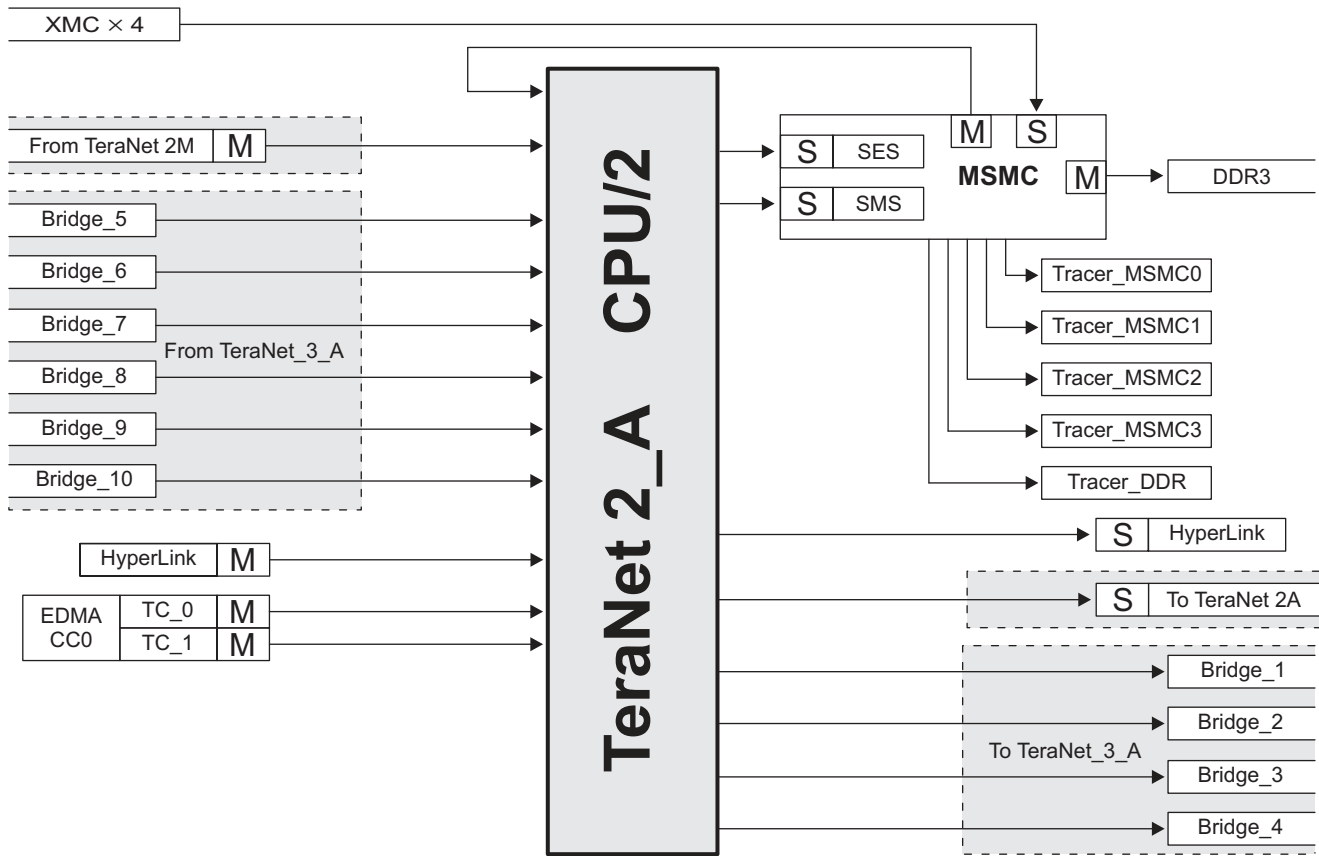 XMC × 4
From TeraNet 2M M
Bridge_5
Bridge_6
Bridge_7
From TeraNet_3_A
Bridge_8
Bridge_9
Bridge_10
HyperLink M
EDMA CC0
TC_0 M
TC_1 M
TeraNet 2_A CPU/2
M S
S SES
MSMC M
S SMS
DDR3
Tracer_MSMC0
Tracer_MSMC1
Tracer_MSMC2
Tracer_MSMC3
Tracer_DDR
S HyperLink
S To TeraNet 2A
Bridge_1
Bridge_2
To TeraNet_3_A
Bridge_3
Bridge_4